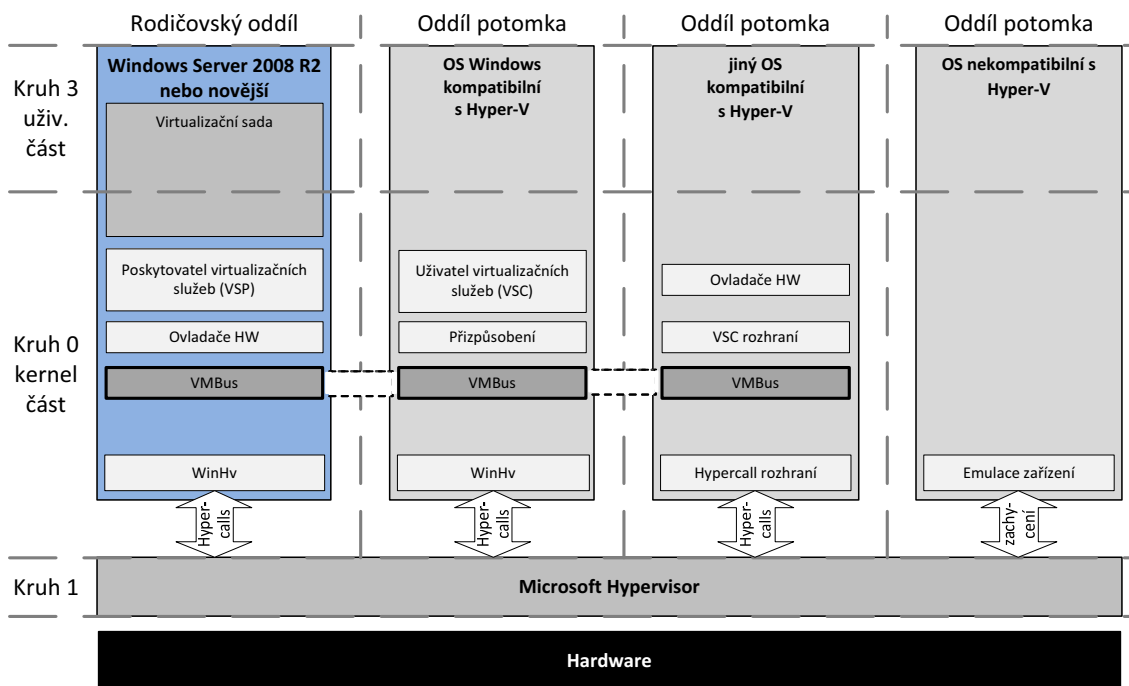 Rodičovský oddíl
Oddíl potomka
Oddíl potomka
Oddíl potomka
Kruh 3
uživ.
část
Windows Server 2008 R2
nebo novější
Virtualizační sada
OS Windows
kompatibilní
s Hyper-V
jiný OS
kompatibilní
s Hyper-V
OS nekompatibilní s
Hyper-V
Kruh 0
kernel
část
Poskytovatel virtualizačních
služeb (VSP)
Ovladače HW
VMBus
WinHv
Uživatel virtualizačních
služeb (VSC)
Přizpůsobení
VMBus
WinHv
Ovladače HW
VSC rozhraní
VMBus
Hypercall rozhraní
Emulace zařízení
Hyper-
calls
Hyper-
calls
Hyper-
calls
zachy-
cení
Kruh 1
Microsoft Hypervisor
Hardware